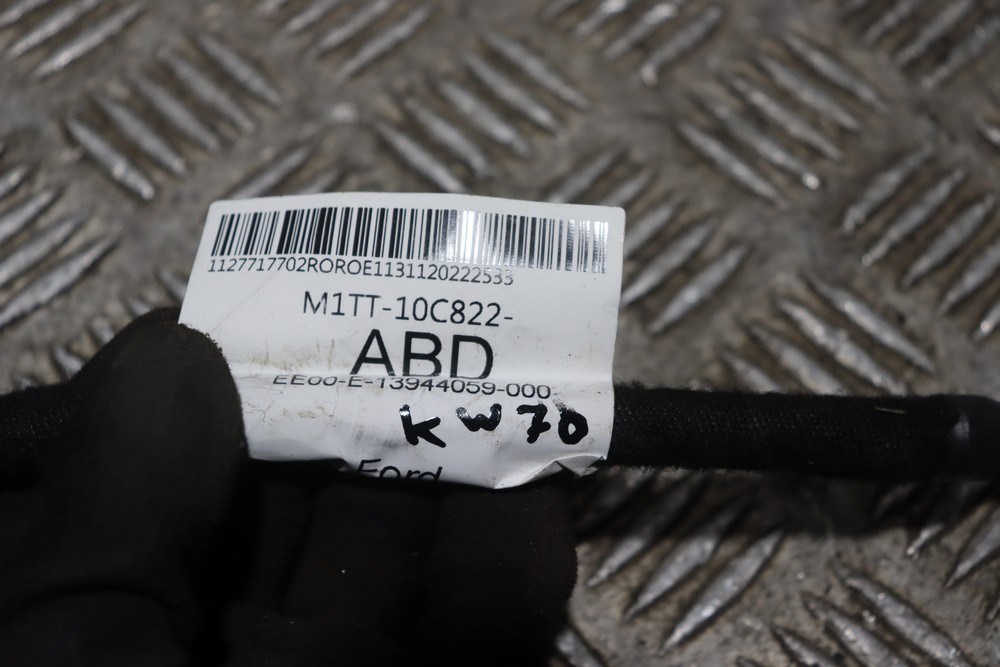 1127717702ROROE1131120222533
M1TT-10C822-
ABD
EE00-E-13944059-000
KW70
Ford